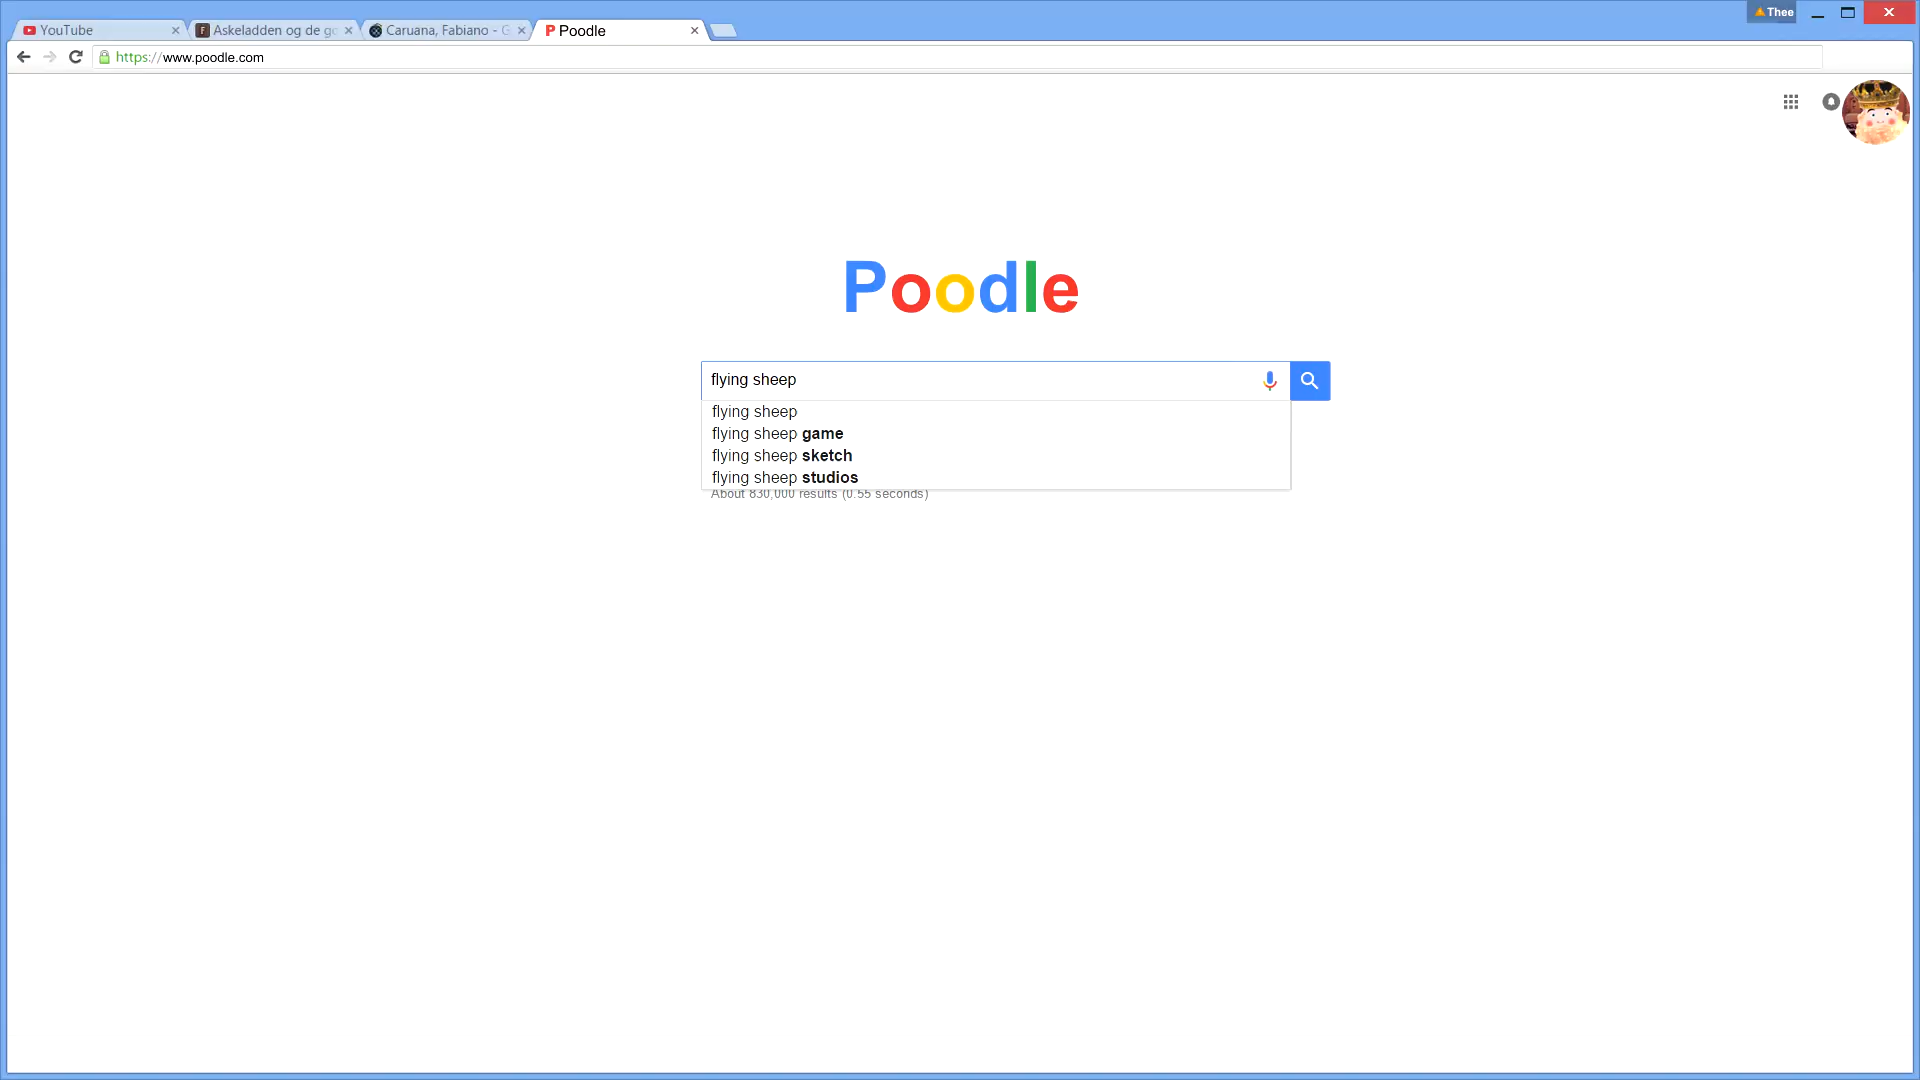 YouTube
Askeladden og de go
Caruana, Fabiano - G
Poodle
Thee
https://www.poodle.com
Poodle
flying sheep
flying sheep
flying sheep game
flying sheep sketch
flying sheep studios
About 830,000 results (0.55 seconds)